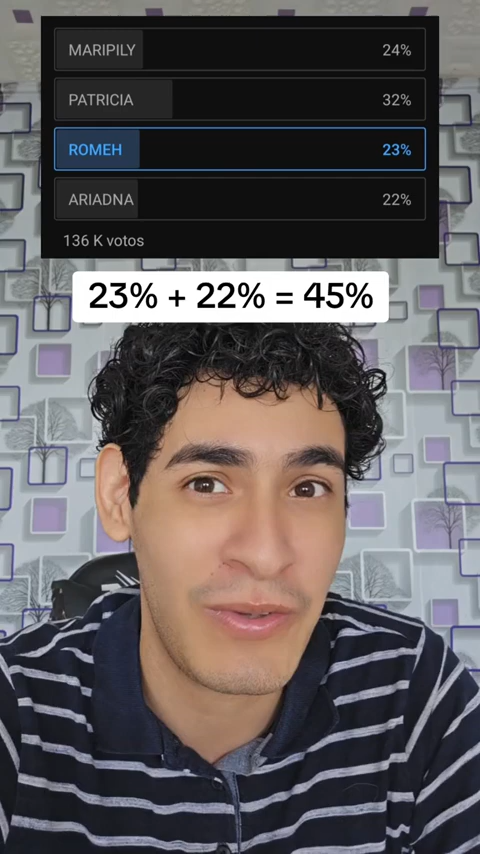 MARIPILY 24%
PATRICIA 32%
ROMEH 23%
ARIADNA 22%
136 K votos
23% + 22% = 45%